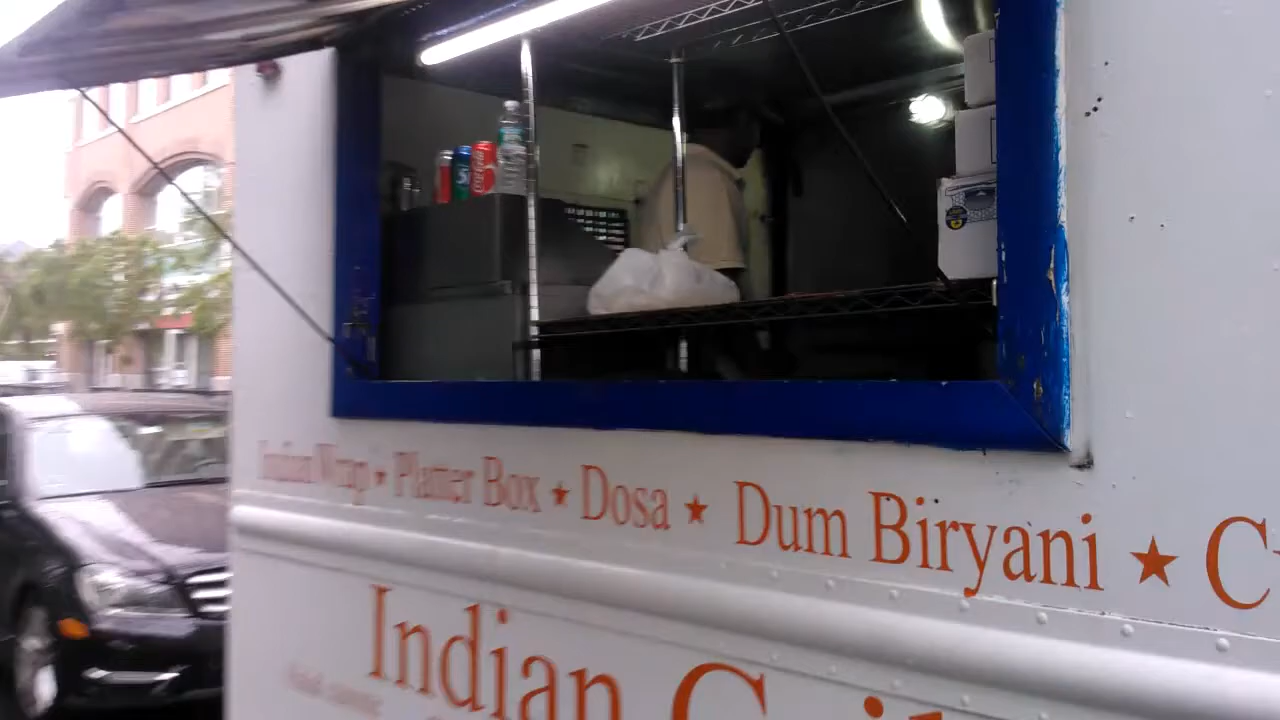 Indian Wrap ★ Platter Box ★ Dosa ★ Dum Biryani ★ C
Indian